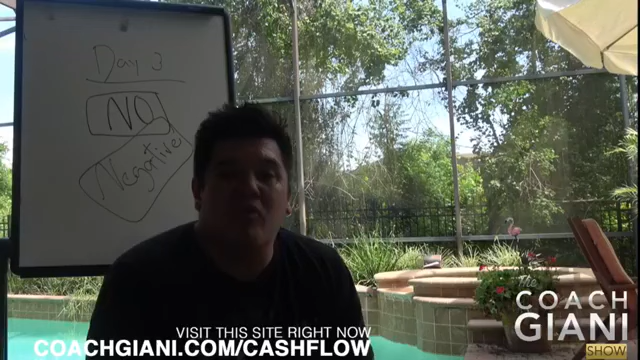 Day 3
NO
Negative
VISIT THIS SITE RIGHT NOW
COACHGIANI.COM/CASHFLOW
The
COACH
GIANI
SHOW